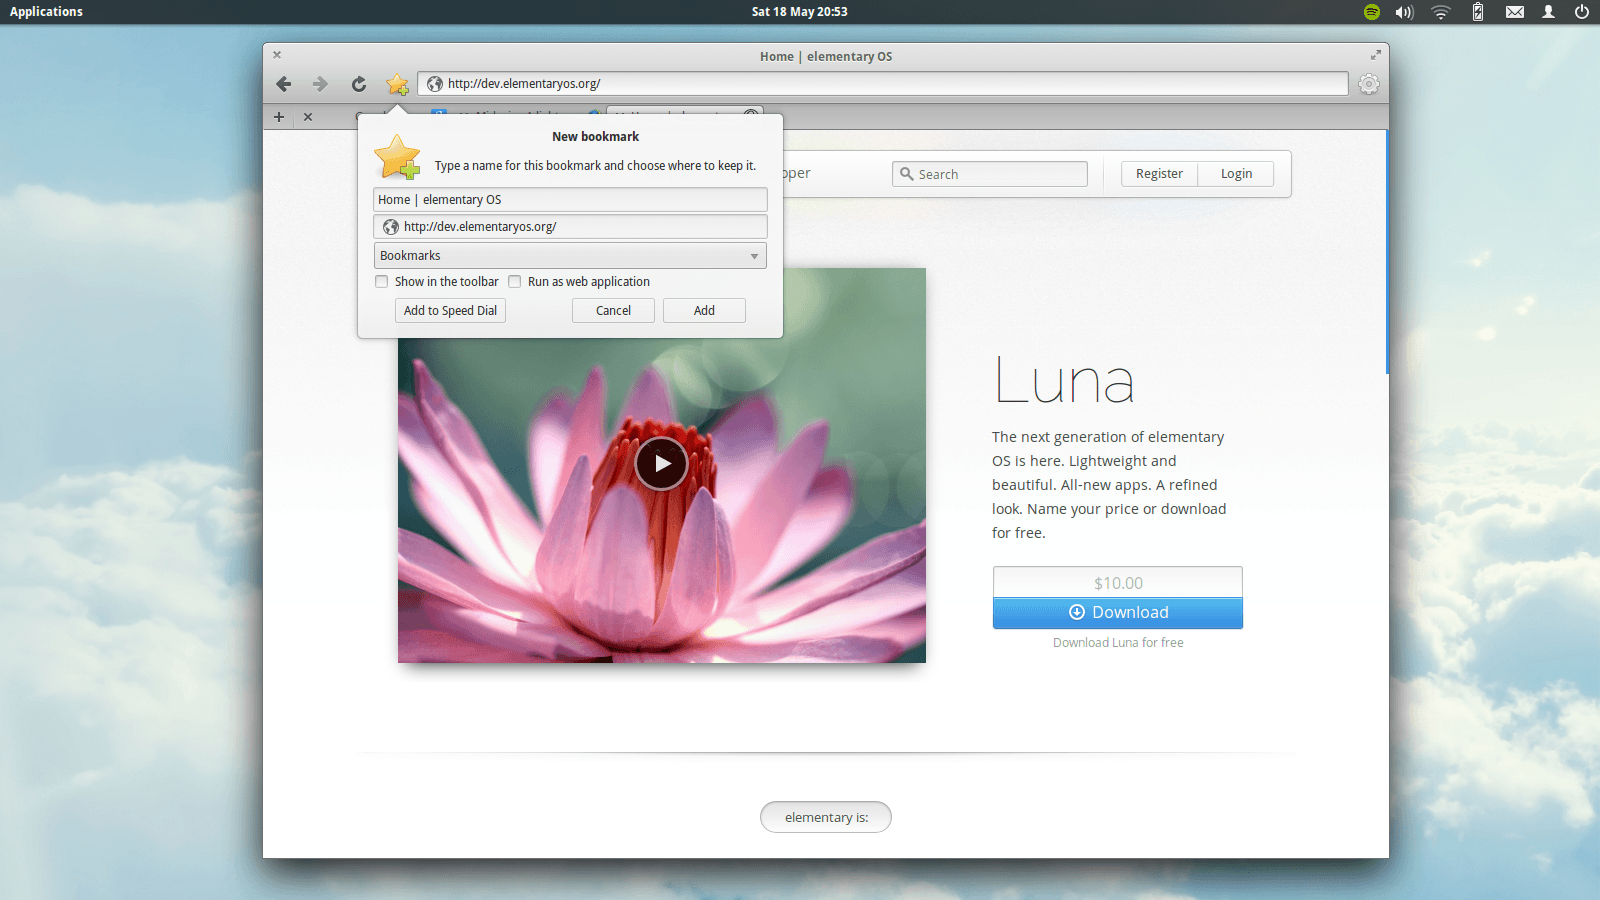 Applications
Sat 18 May 20:53
Home | elementary OS
http://dev.elementaryos.org/
New bookmark
Type a name for this bookmark and choose where to keep it.
Home | elementary OS
http://dev.elementaryos.org/
Bookmarks
Show in the toolbar
Run as web application
Add to Speed Dial
Cancel
Add
Search
Register
Login
Luna
The next generation of elementary
OS is here. Lightweight and
beautiful. All-new apps. A refined
look. Name your price or download
for free.
$10.00
Download
Download Luna for free
elementary is: